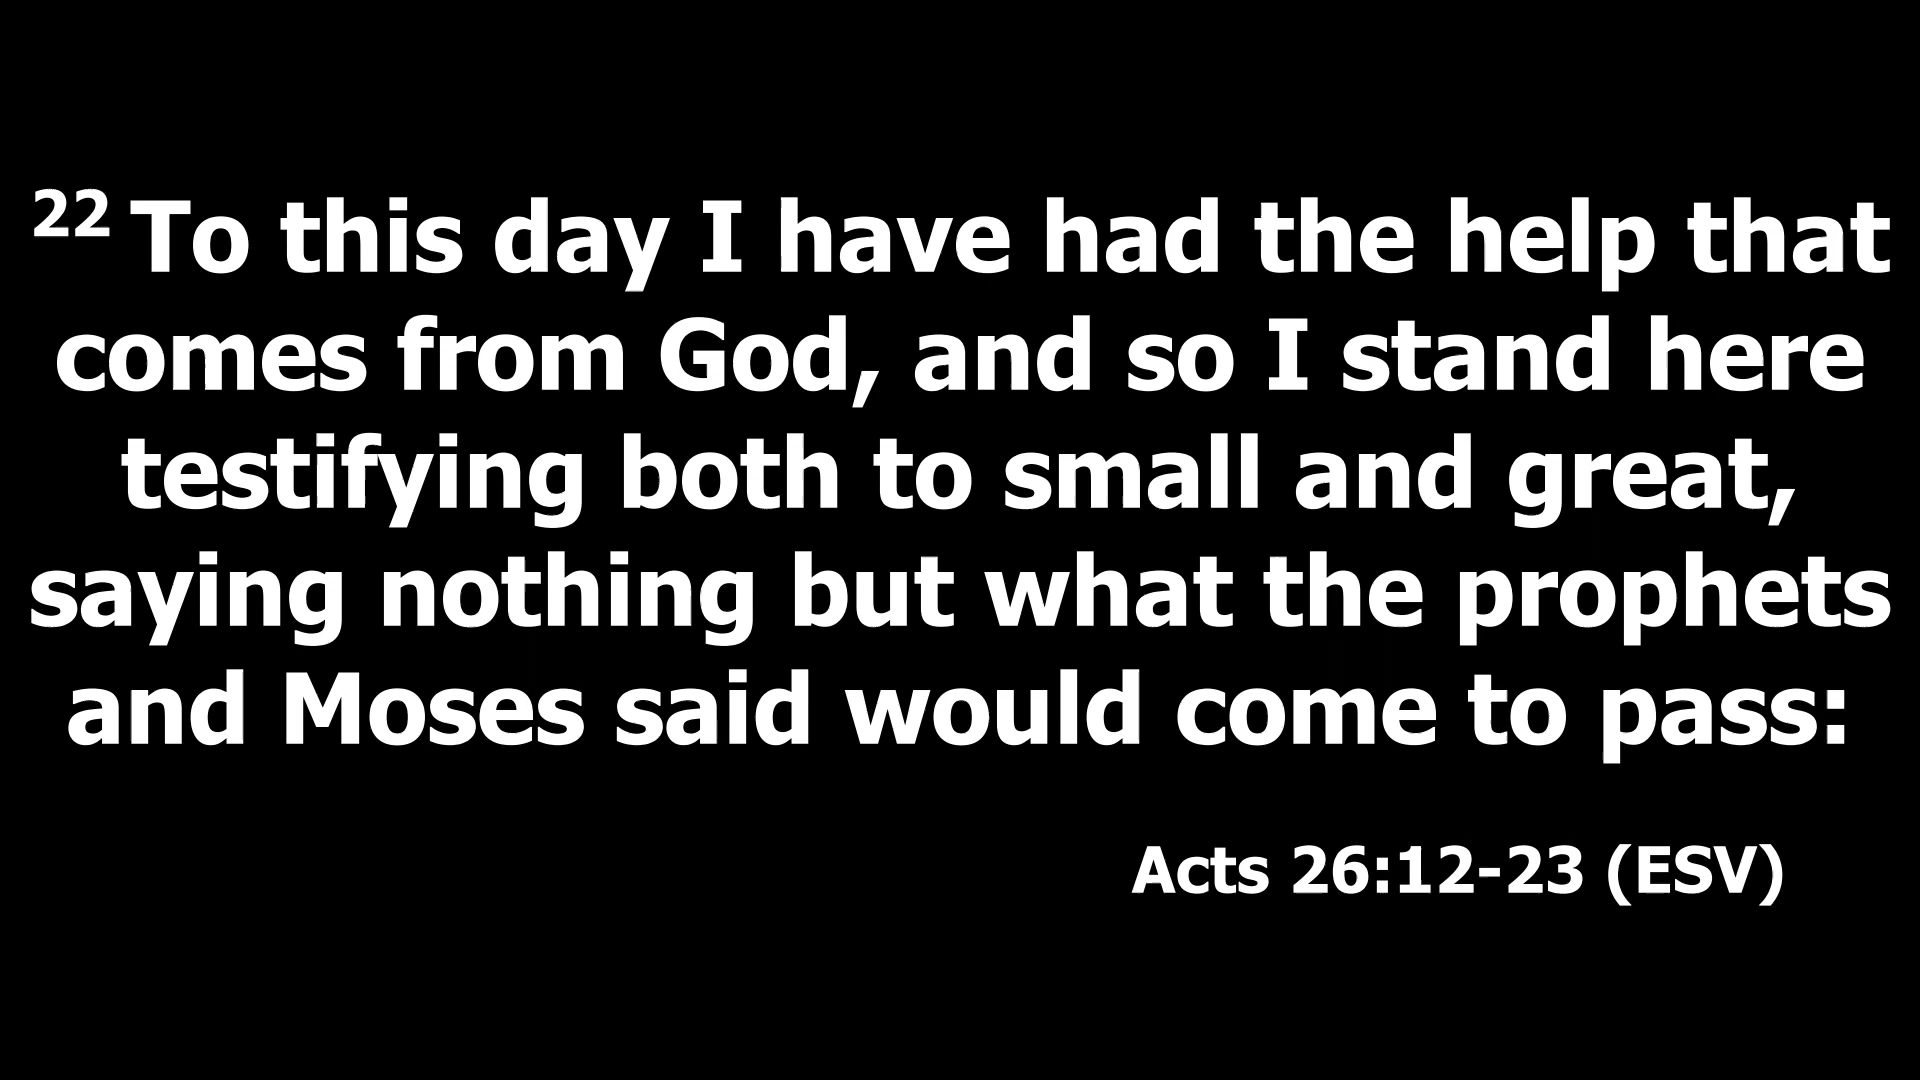 22 To this day I have had the help that
comes from God, and so I stand here
testifying both to small and great,
saying nothing but what the prophets
and Moses said would come to pass:
Acts 26:12-23 (ESV)